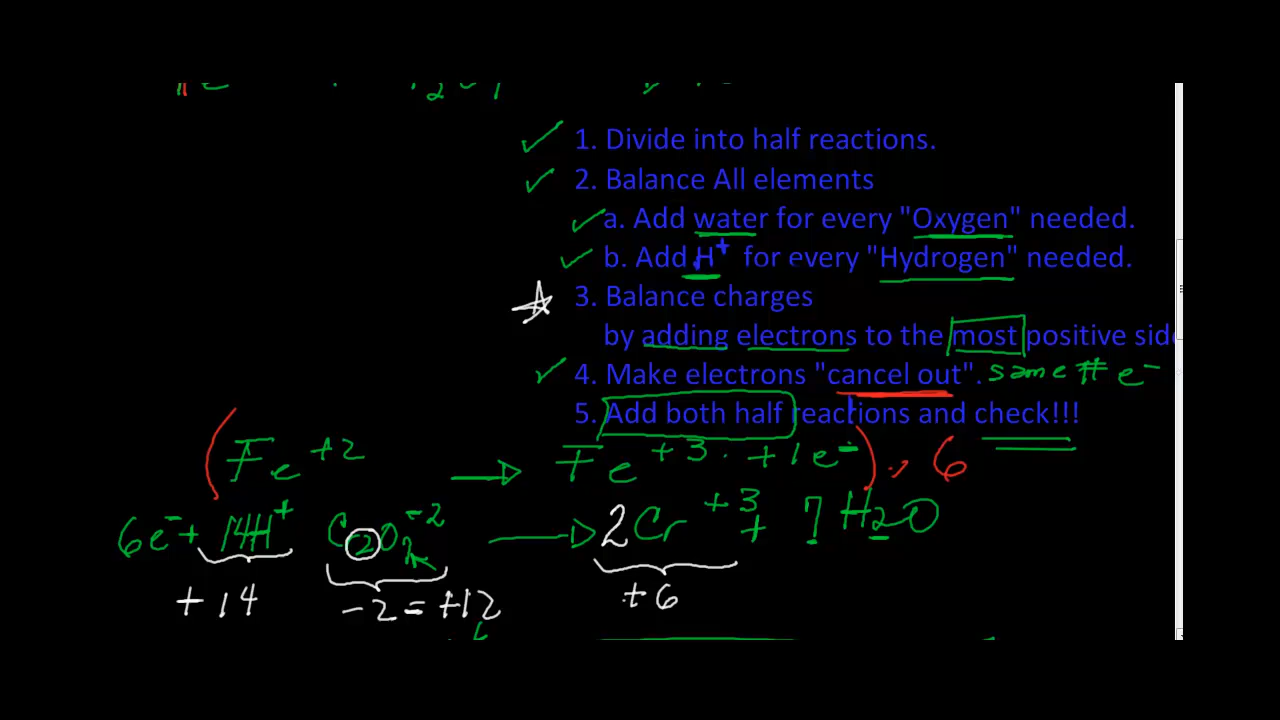 1. Divide into half reactions.
2. Balance All elements
a. Add water for every "Oxygen" needed.
b. Add H+ for every "Hydrogen" needed.
3. Balance charges
by adding electrons to the most positive side
4. Make electrons "cancel out". same # e-
5. Add both half reactions and check!!!
(Fe+2 → Fe+3 + 1e-) · 6
6e- + 14H+ Cr2O7-2 → 2Cr+3 + 7H2O
+14 -2 = +12 +6